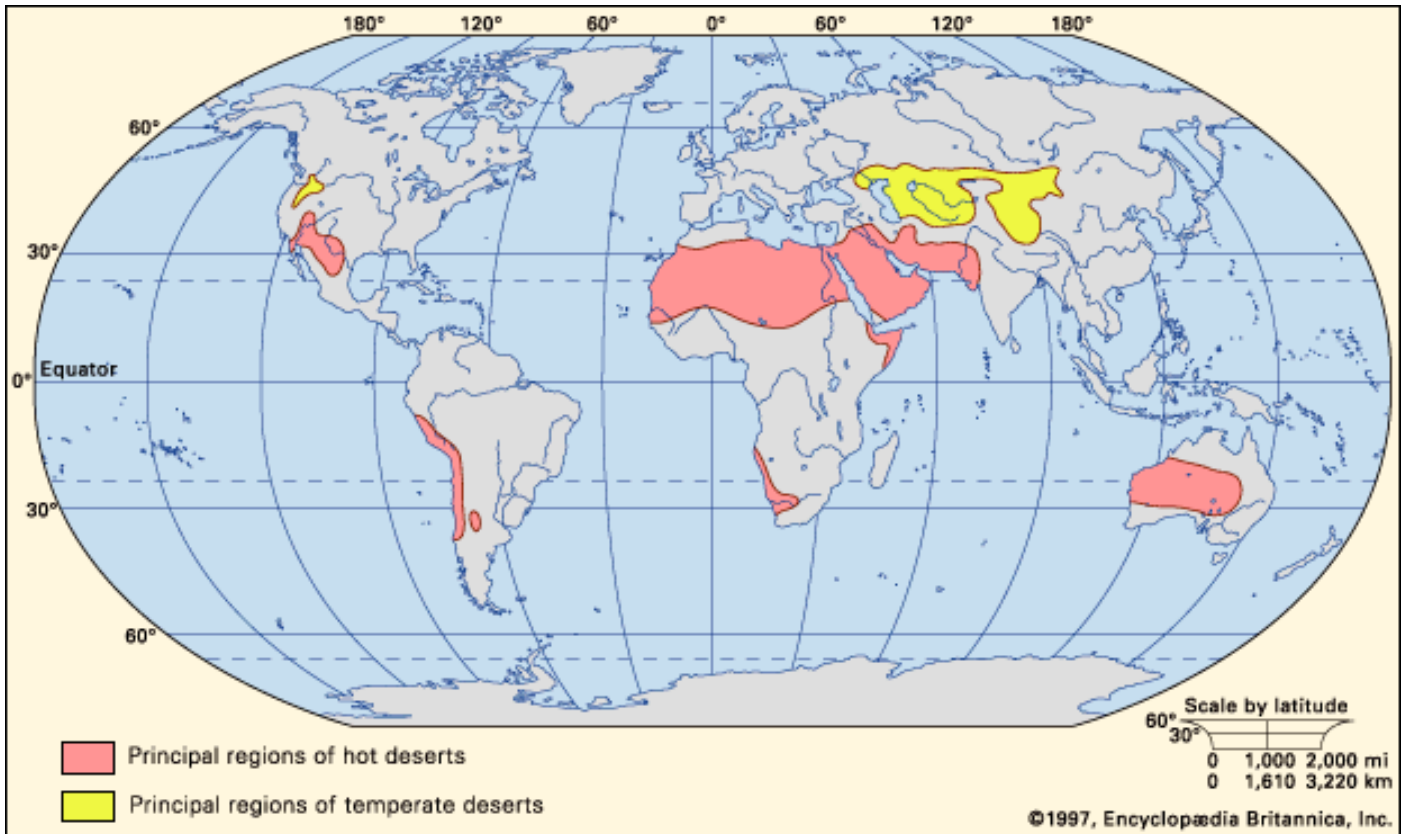 180° 120° 60° 0° 60° 120° 180°
60°
30°
0° Equator
30°
60°
Scale by latitude
60°
30°
0 1,000 2,000 mi
0 1,610 3,220 km
Principal regions of hot deserts
Principal regions of temperate deserts
©1997, Encyclopædia Britannica, Inc.